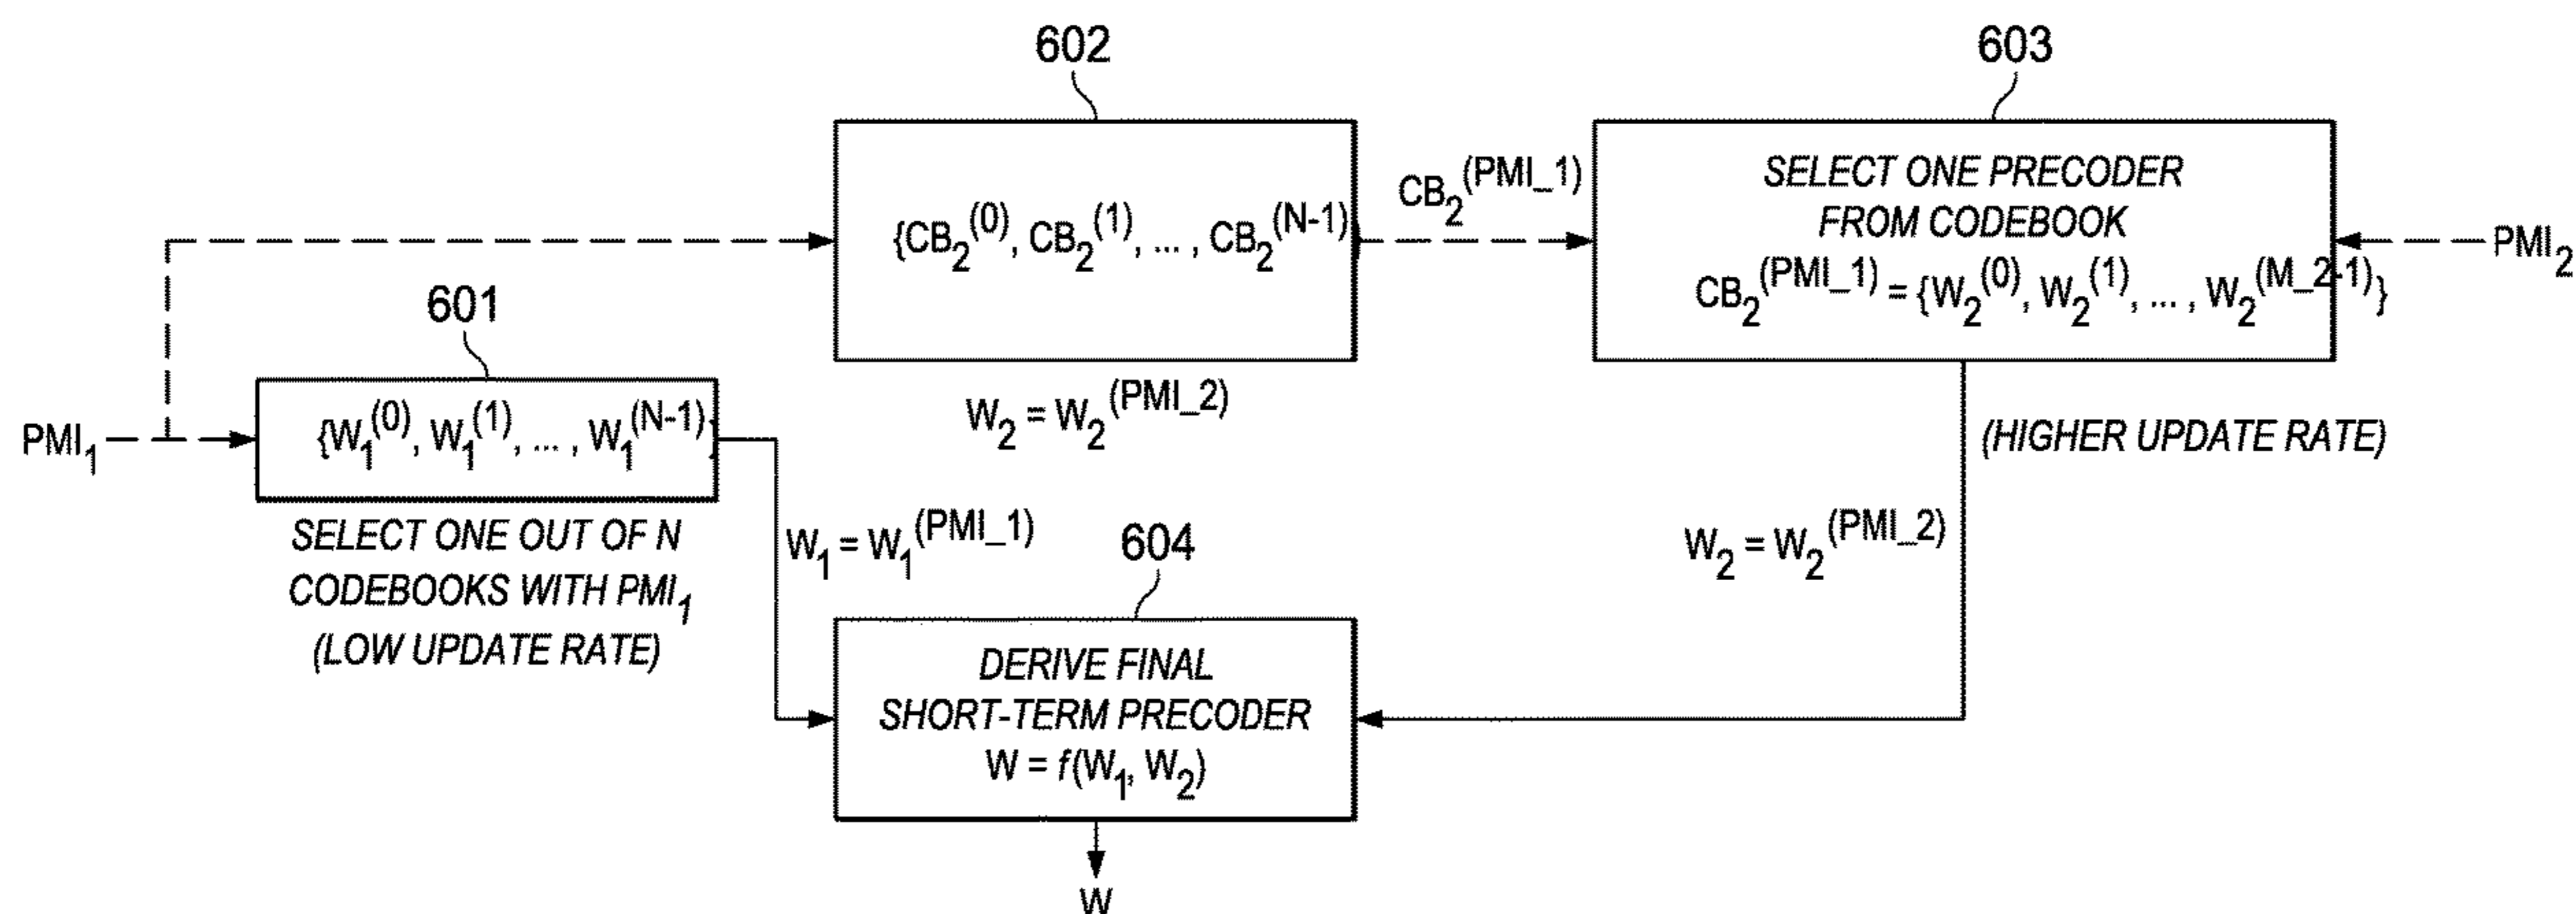 602
603
{CB₂⁽⁰⁾, CB₂⁽¹⁾, ... , CB₂⁽ᴺ⁻¹⁾}
CB₂^(PMI_1)
SELECT ONE PRECODER
FROM CODEBOOK
CB₂^(PMI_1) = {W₂⁽⁰⁾, W₂⁽¹⁾, ... , W₂^(M_2-1)}
PMI₂
601
PMI₁
{W₁⁽⁰⁾, W₁⁽¹⁾, ... , W₁⁽ᴺ⁻¹⁾}
W₂ = W₂^(PMI_2)
(HIGHER UPDATE RATE)
SELECT ONE OUT OF N
CODEBOOKS WITH PMI₁
(LOW UPDATE RATE)
W₁ = W₁^(PMI_1)
604
W₂ = W₂^(PMI_2)
DERIVE FINAL
SHORT-TERM PRECODER
W = f(W₁, W₂)
W